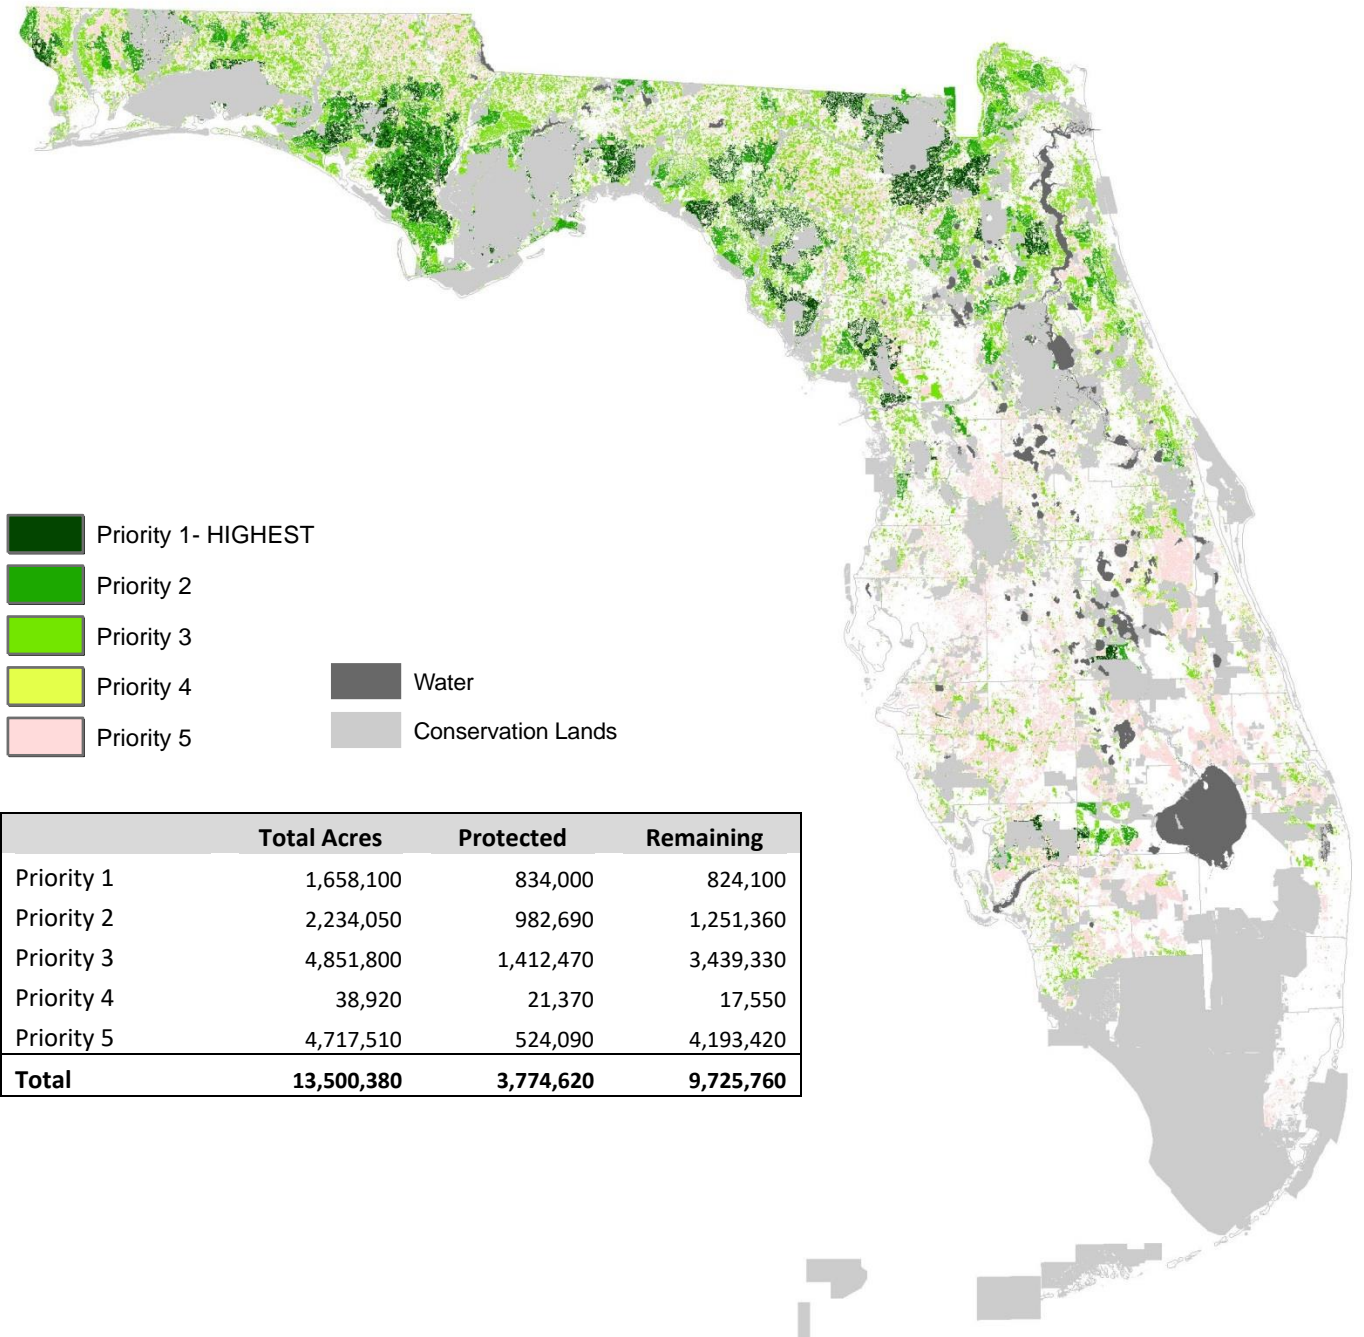 Priority 1- HIGHEST
Priority 2
Priority 3
Priority 4
Priority 5
Water
Conservation Lands
Total Acres Protected Remaining
Priority 1 1,658,100 834,000 824,100
Priority 2 2,234,050 982,690 1,251,360
Priority 3 4,851,800 1,412,470 3,439,330
Priority 4 38,920 21,370 17,550
Priority 5 4,717,510 524,090 4,193,420
Total 13,500,380 3,774,620 9,725,760